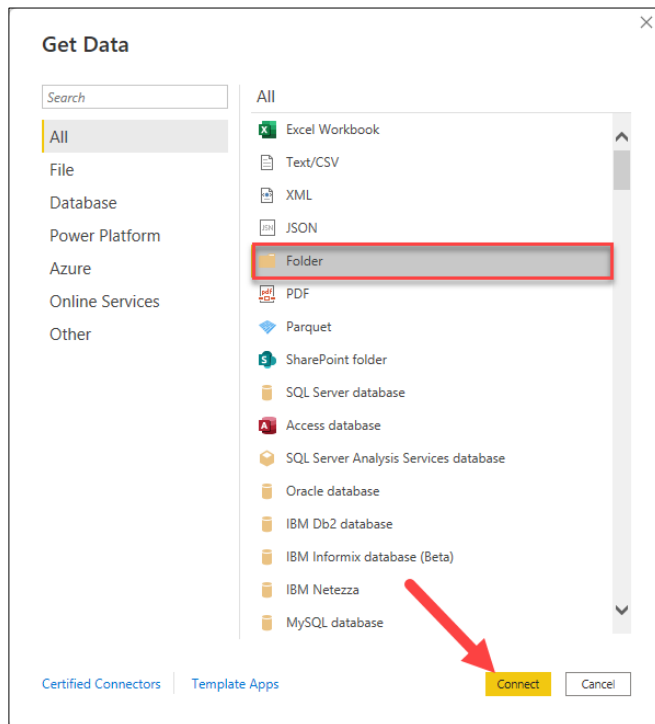 Get Data
Search
All
File
Database
Power Platform
Azure
Online Services
Other
All
Excel Workbook
Text/CSV
XML
JSON
Folder
PDF
Parquet
SharePoint folder
SQL Server database
Access database
SQL Server Analysis Services database
Oracle database
IBM Db2 database
IBM Informix database (Beta)
IBM Netezza
MySQL database
Certified Connectors
Template Apps
Connect
Cancel